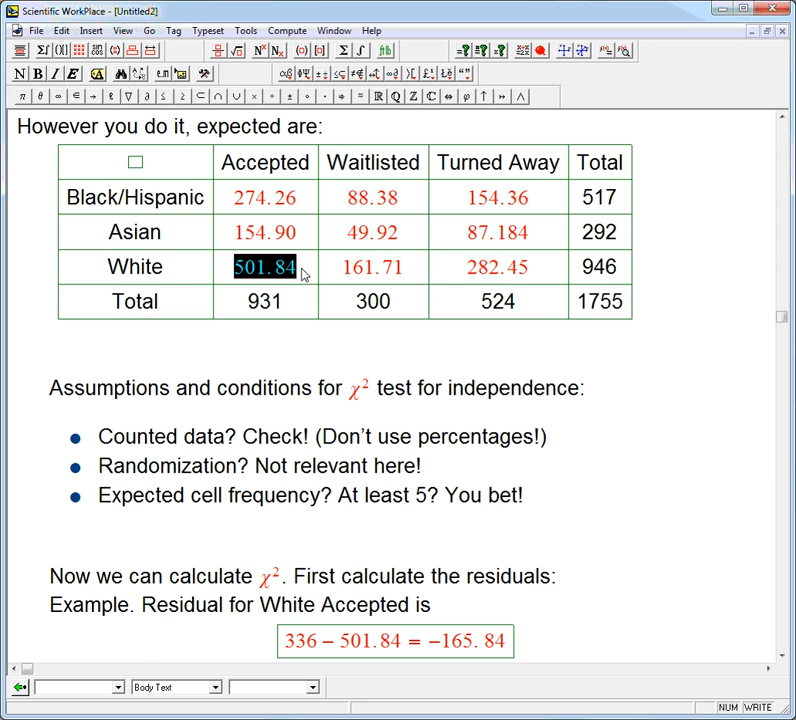 Scientific WorkPlace - [Untitled2]
File Edit Insert View Go Tag Typeset Tools Compute Window Help
However you do it, expected are:
Accepted Waitlisted Turned Away Total
Black/Hispanic 274.26 88.38 154.36 517
Asian 154.90 49.92 87.184 292
White 501.84 161.71 282.45 946
Total 931 300 524 1755
Assumptions and conditions for χ² test for independence:
● Counted data? Check! (Don't use percentages!)
● Randomization? Not relevant here!
● Expected cell frequency? At least 5? You bet!
Now we can calculate χ². First calculate the residuals:
Example. Residual for White Accepted is
336 − 501.84 = −165.84
Body Text
NUM WRITE